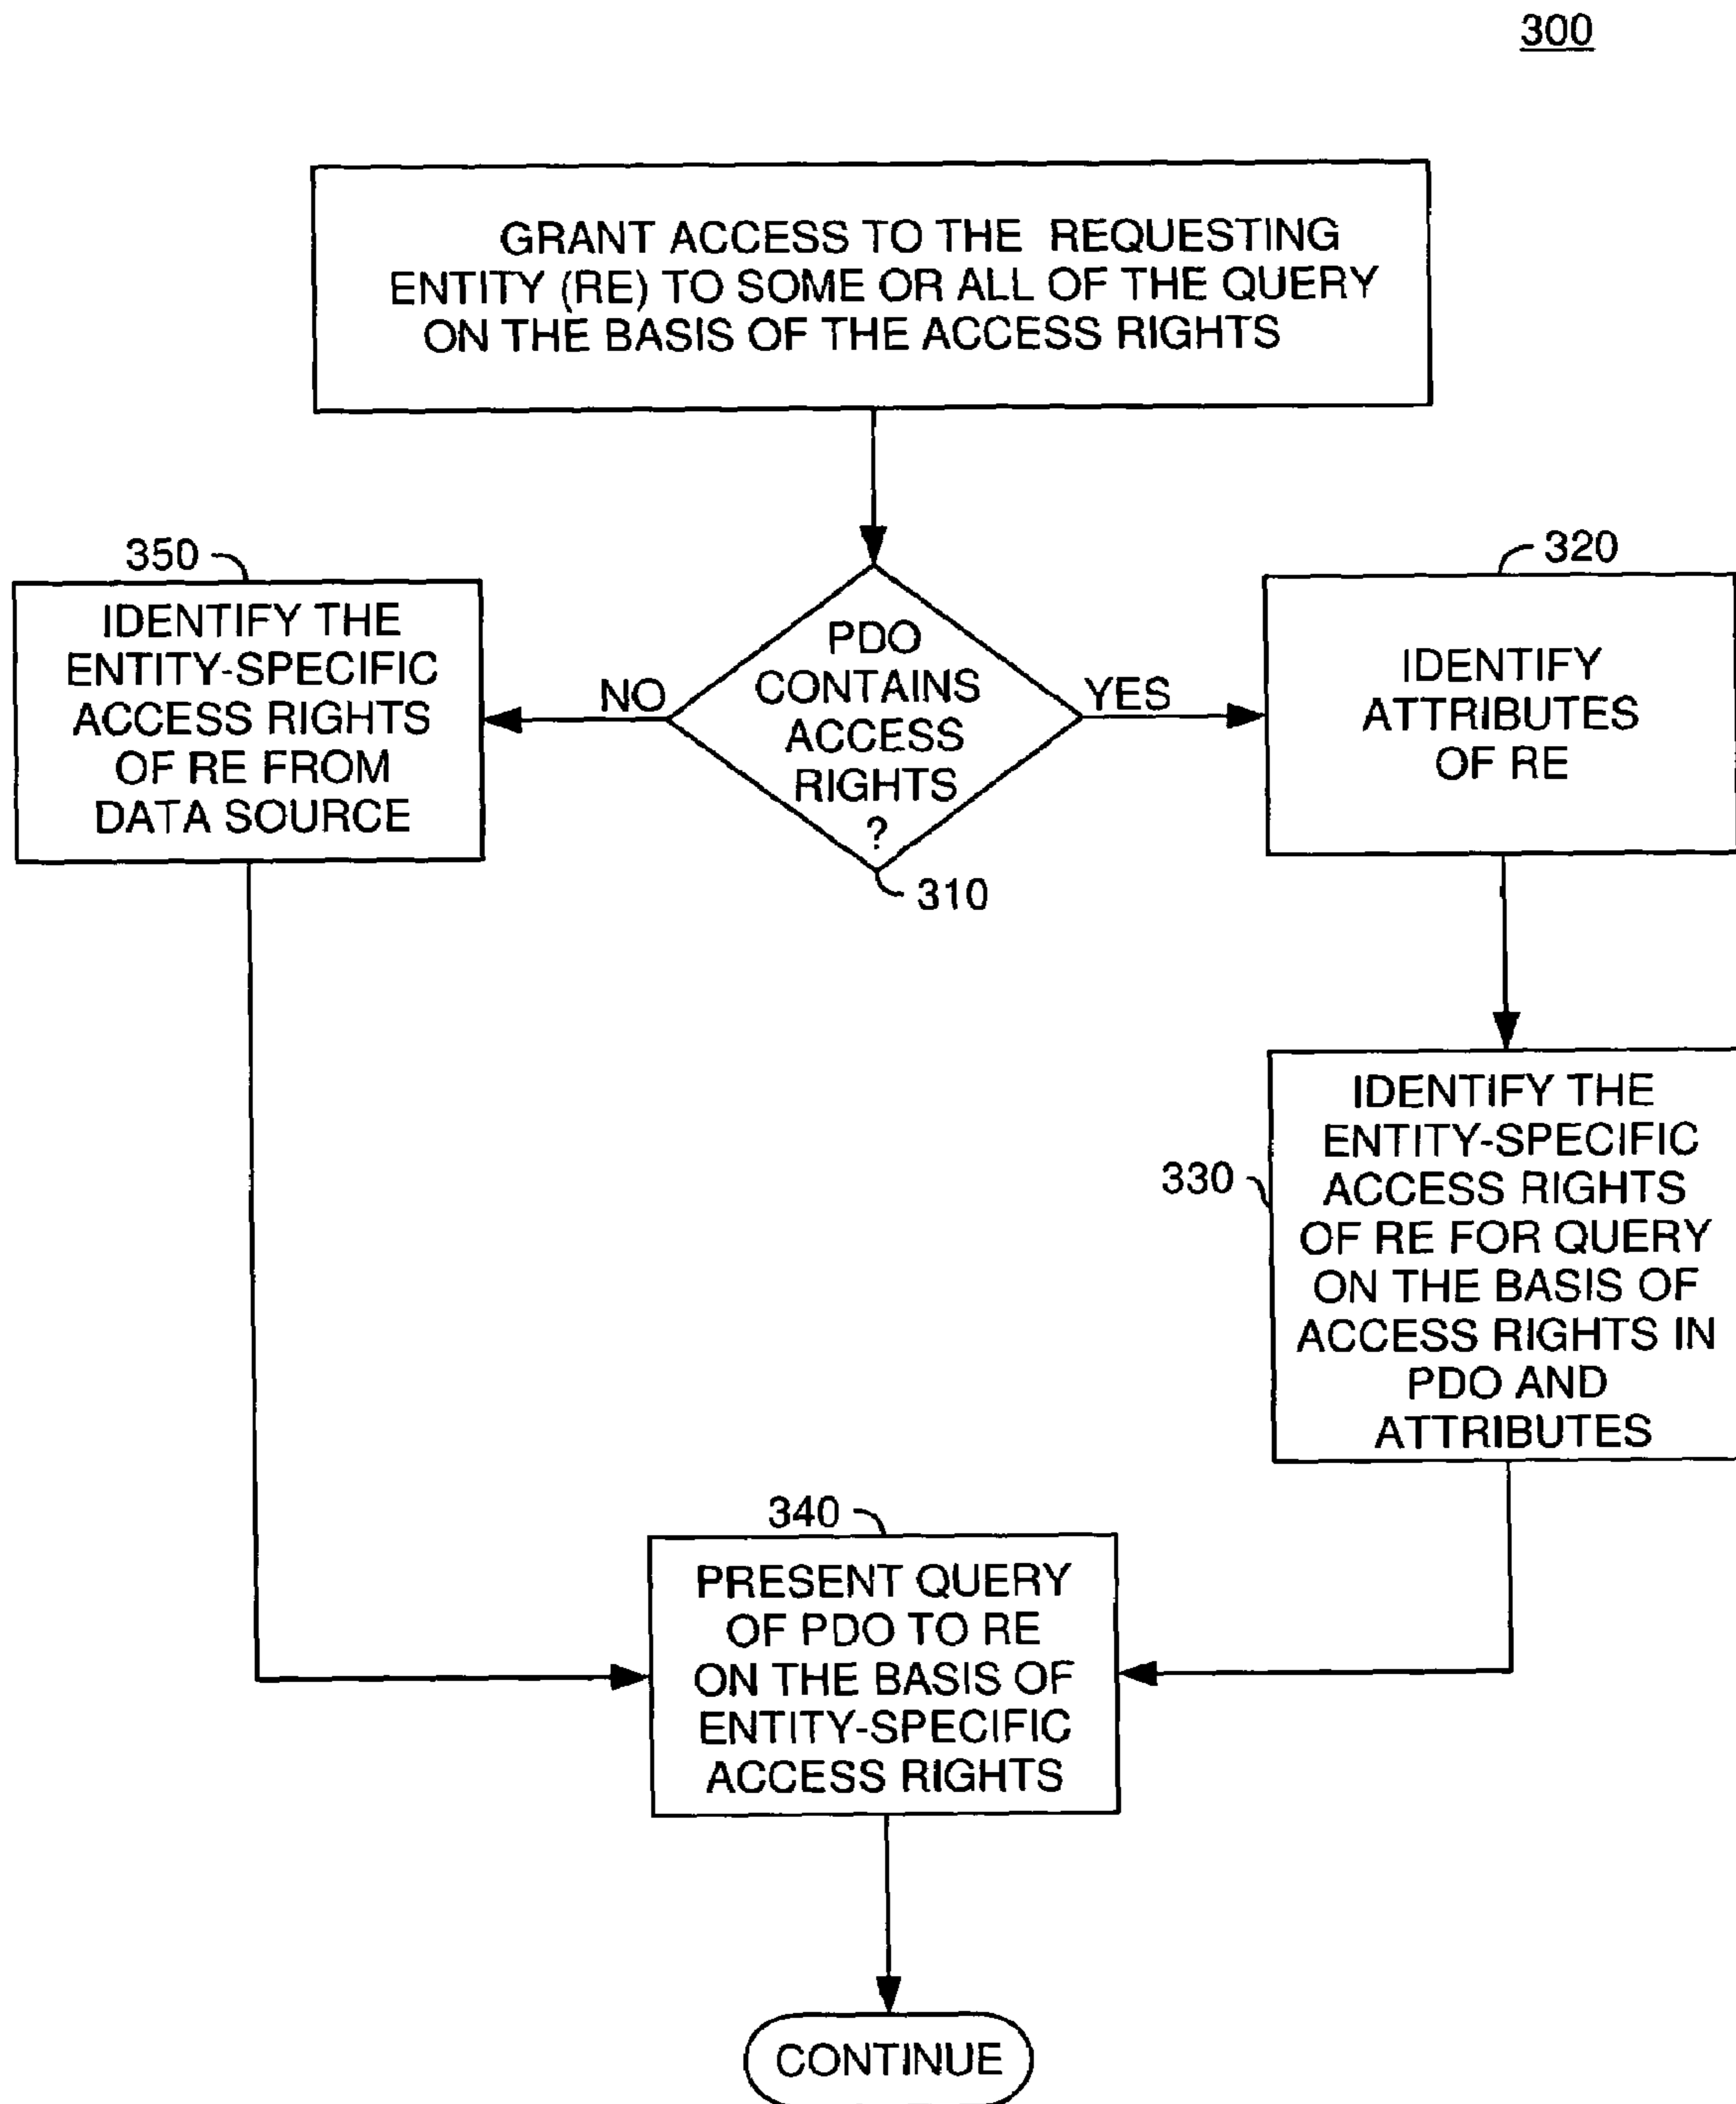 300
GRANT ACCESS TO THE REQUESTING
ENTITY (RE) TO SOME OR ALL OF THE QUERY
ON THE BASIS OF THE ACCESS RIGHTS
350
IDENTIFY THE
ENTITY-SPECIFIC
ACCESS RIGHTS
OF RE FROM
DATA SOURCE
NO
PDO
CONTAINS
ACCESS
RIGHTS
?
310
YES
320
IDENTIFY
ATTRIBUTES
OF RE
330
IDENTIFY THE
ENTITY-SPECIFIC
ACCESS RIGHTS
OF RE FOR QUERY
ON THE BASIS OF
ACCESS RIGHTS IN
PDO AND
ATTRIBUTES
340
PRESENT QUERY
OF PDO TO RE
ON THE BASIS OF
ENTITY-SPECIFIC
ACCESS RIGHTS
CONTINUE